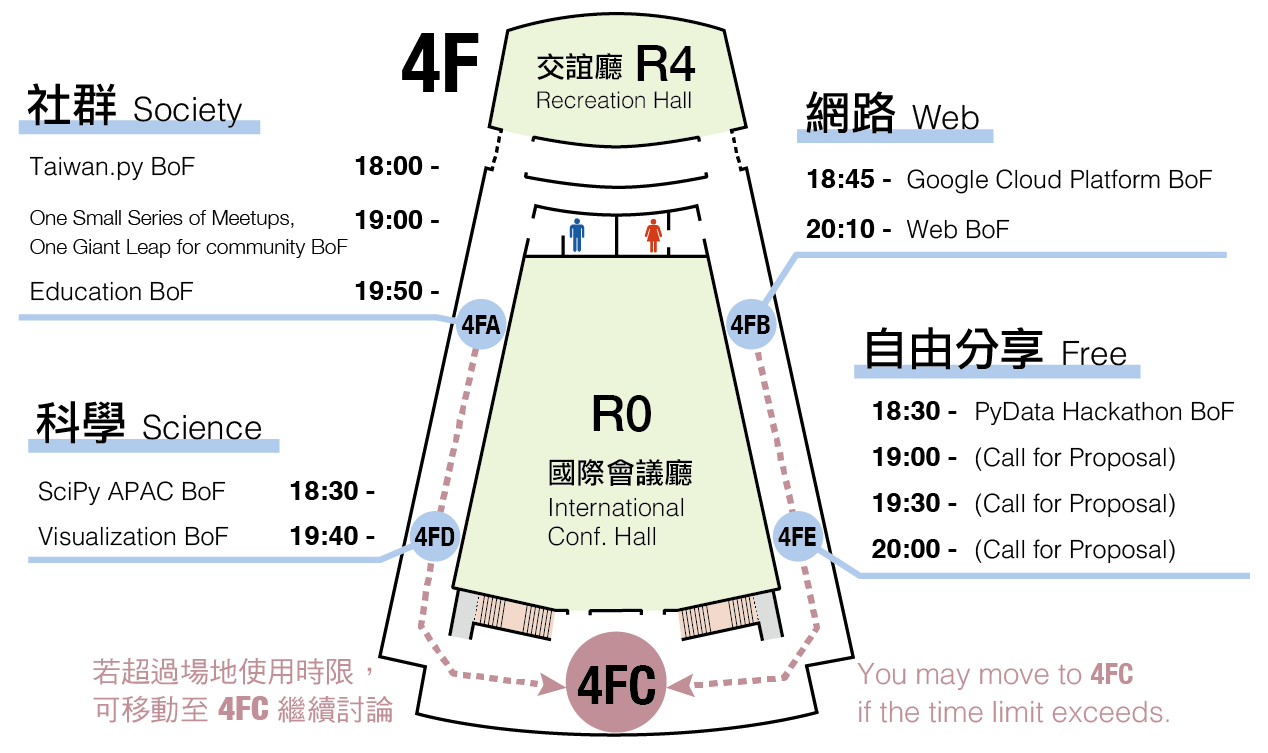 4F
交誼廳 R4
Recreation Hall
社群 Society
Taiwan.py BoF 18:00 -
One Small Series of Meetups, 19:00 -
One Giant Leap for community BoF
Education BoF 19:50 -
4FA
科學 Science
SciPy APAC BoF 18:30 -
Visualization BoF 19:40 -
4FD
網路 Web
18:45 - Google Cloud Platform BoF
20:10 - Web BoF
4FB
自由分享 Free
18:30 - PyData Hackathon BoF
19:00 - (Call for Proposal)
19:30 - (Call for Proposal)
20:00 - (Call for Proposal)
4FE
R0
國際會議廳
International
Conf. Hall
4FC
若超過場地使用時限，
可移動至 4FC 繼續討論
You may move to 4FC
if the time limit exceeds.